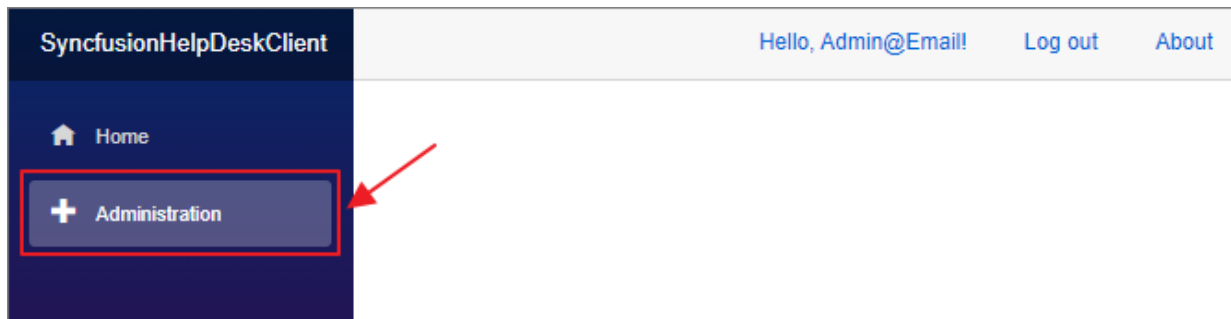 SyncfusionHelpDeskClient
Hello, Admin@Email! Log out About
Home
Administration